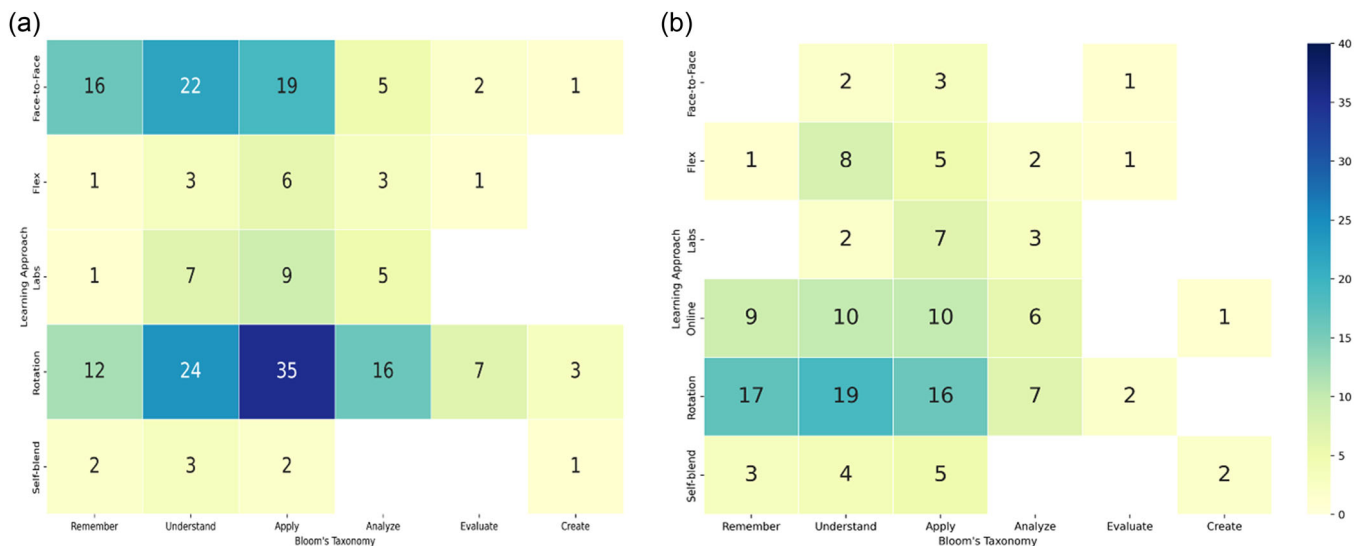 (a)
Learning Approach
Face-to-Face 16 22 19 5 2 1
Flex 1 3 6 3 1
Labs 1 7 9 5
Rotation 12 24 35 16 7 3
Self-blend 2 3 2 1
Remember Understand Apply Analyze Evaluate Create
Bloom's Taxonomy
(b)
Learning Approach
Face-to-Face 2 3 1
Flex 1 8 5 2 1
Labs 2 7 3
Online 9 10 10 6 1
Rotation 17 19 16 7 2
Self-blend 3 4 5 2
Remember Understand Apply Analyze Evaluate Create
Bloom's Taxonomy
40
35
30
25
20
15
10
5
0